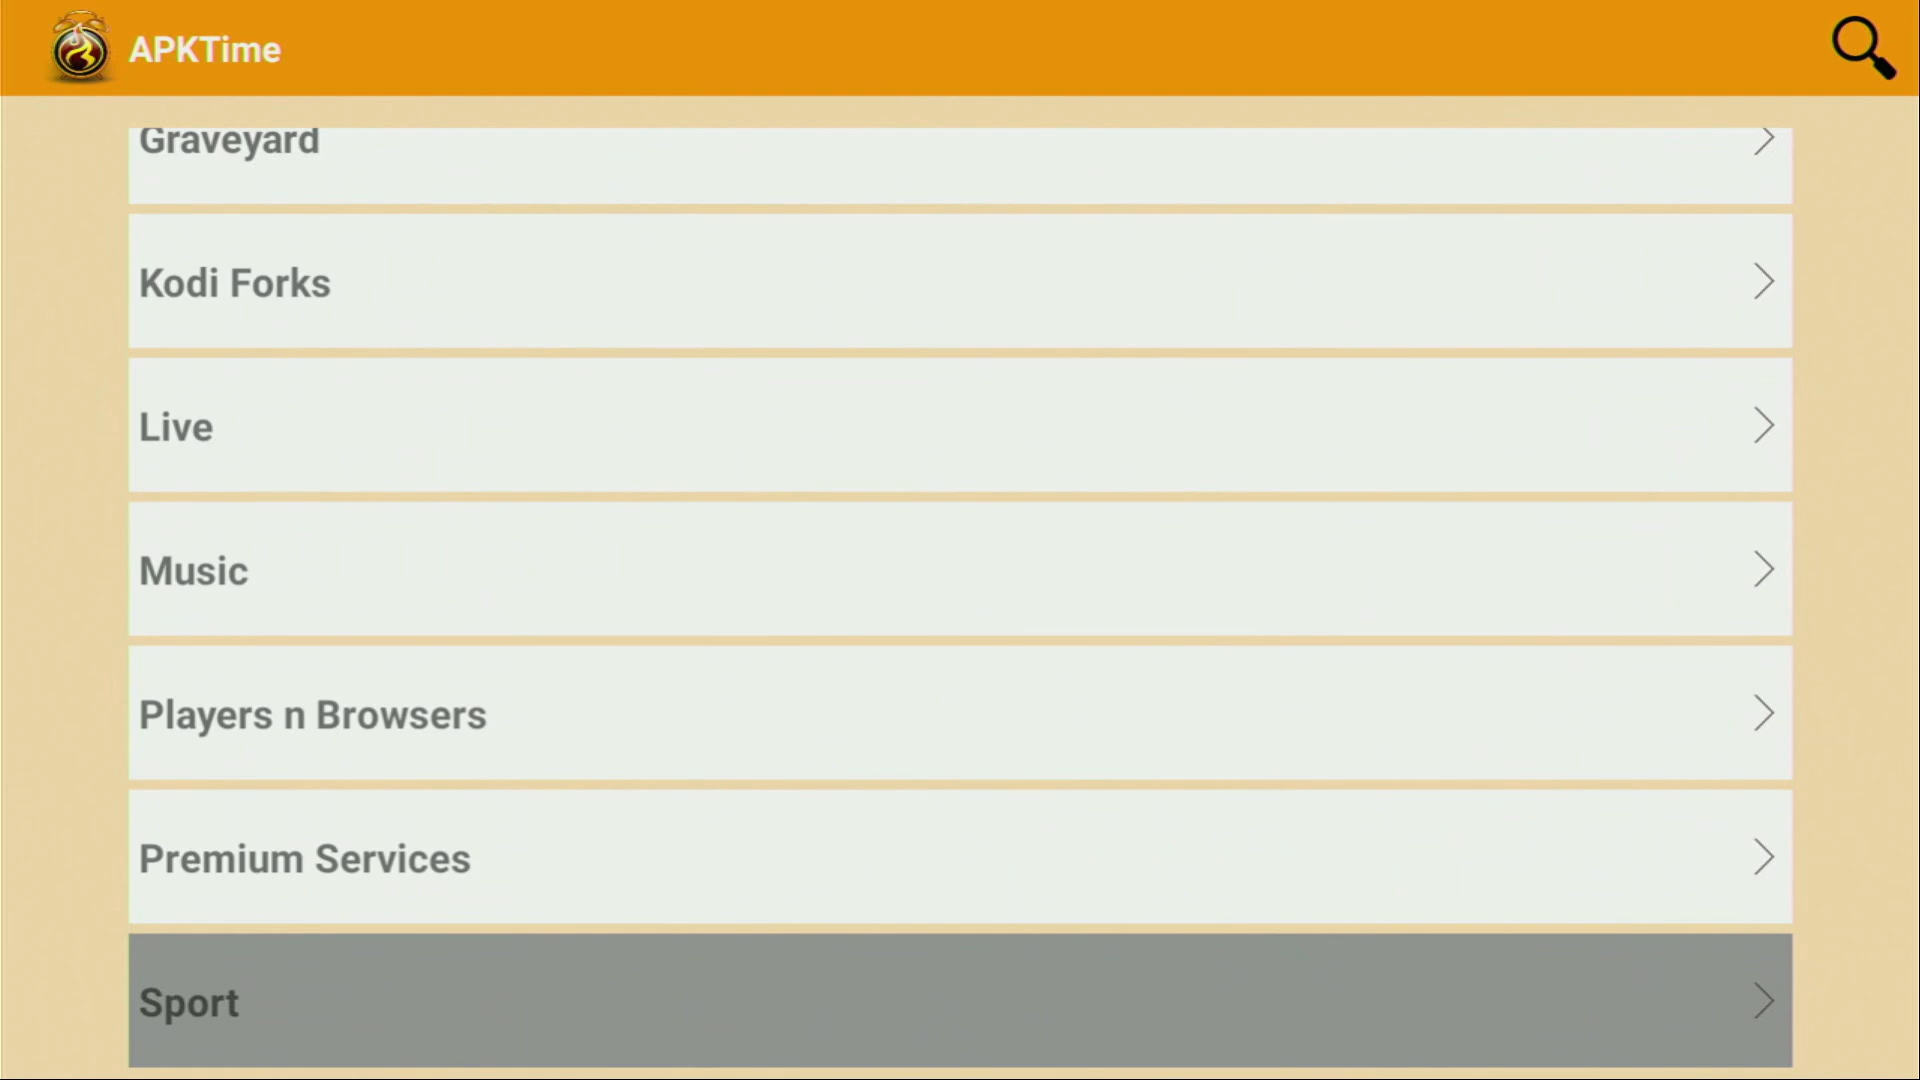 APKTime
Graveyard
Kodi Forks
Live
Music
Players n Browsers
Premium Services
Sport